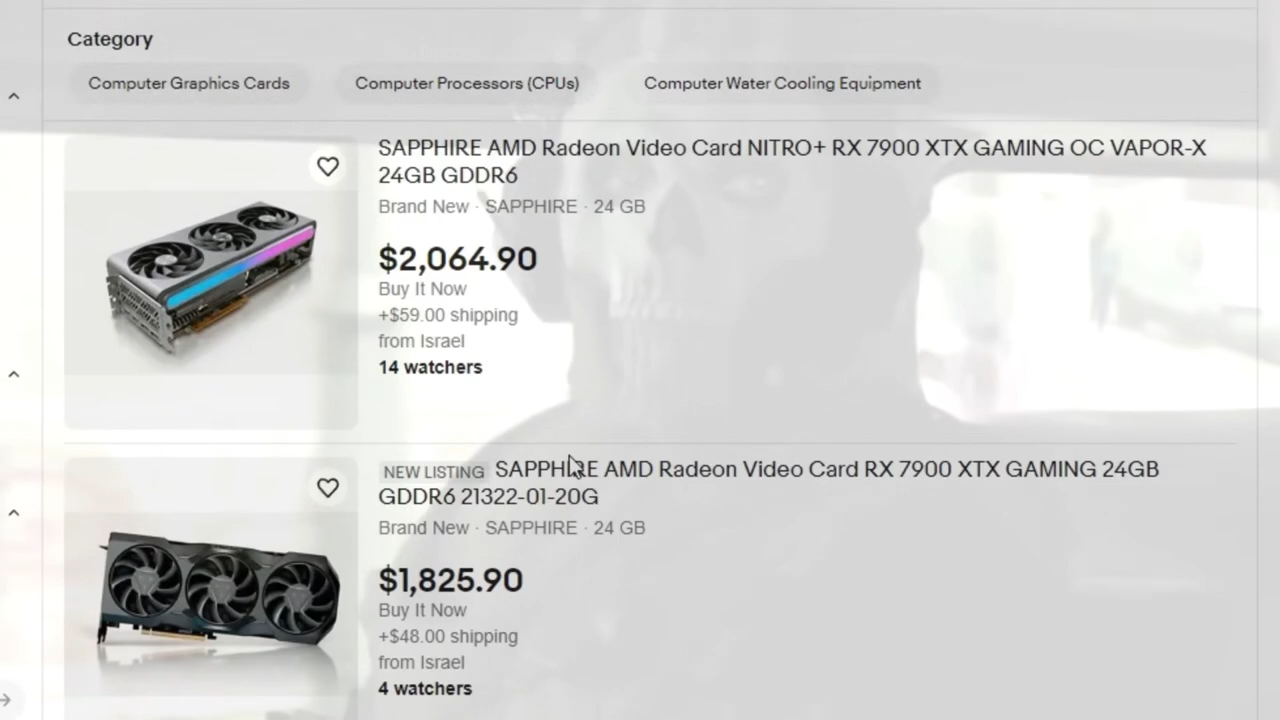 Category
Computer Graphics Cards Computer Processors (CPUs) Computer Water Cooling Equipment
SAPPHIRE AMD Radeon Video Card NITRO+ RX 7900 XTX GAMING OC VAPOR-X
24GB GDDR6
Brand New · SAPPHIRE · 24 GB
$2,064.90
Buy It Now
+$59.00 shipping
from Israel
14 watchers
NEW LISTING SAPPHIRE AMD Radeon Video Card RX 7900 XTX GAMING 24GB
GDDR6 21322-01-20G
Brand New · SAPPHIRE · 24 GB
$1,825.90
Buy It Now
+$48.00 shipping
from Israel
4 watchers